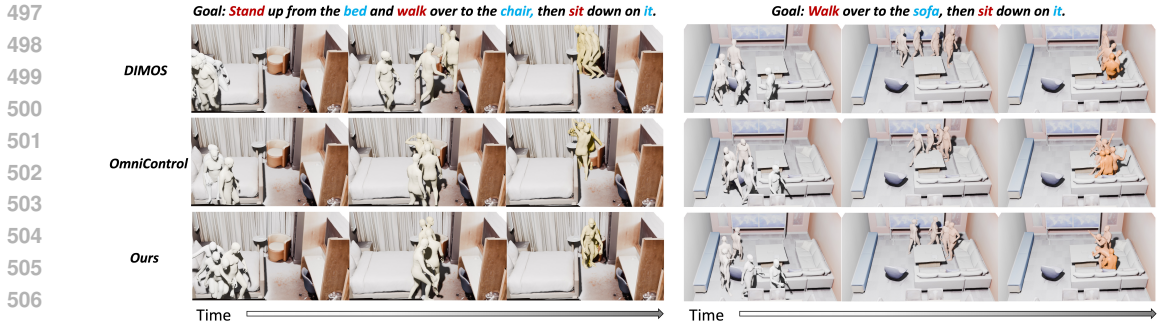 497
498
499
500
501
502
503
504
505
506
Goal: Stand up from the bed and walk over to the chair, then sit down on it.
Goal: Walk over to the sofa, then sit down on it.
DIMOS
OmniControl
Ours
Time
Time